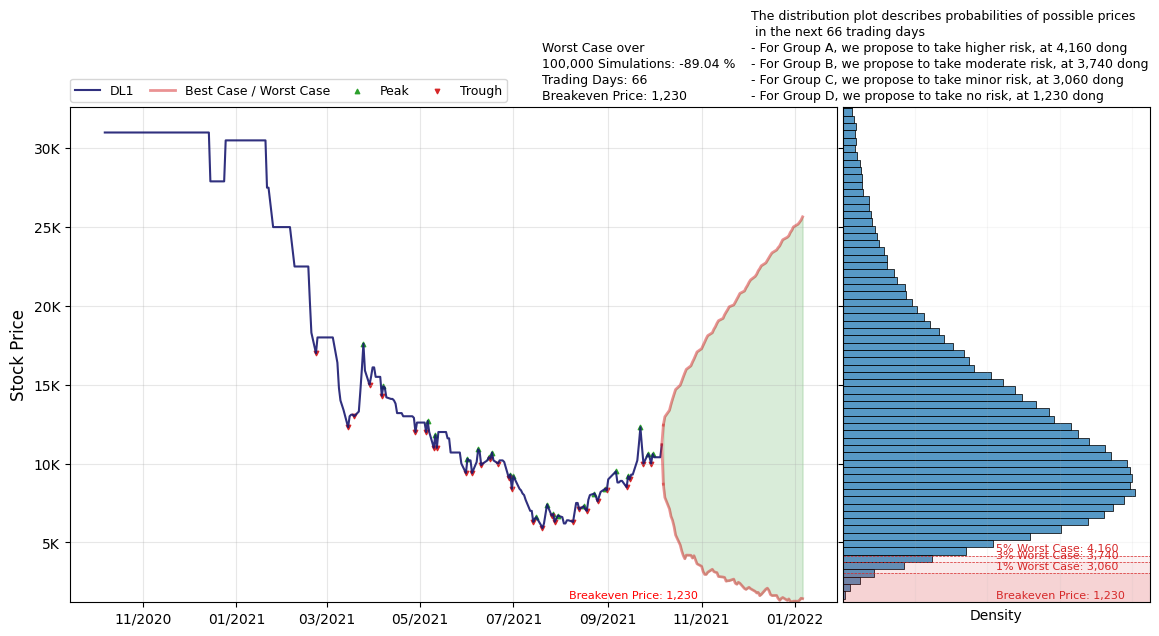 The distribution plot describes probabilities of possible prices
in the next 66 trading days
- For Group A, we propose to take higher risk, at 4,160 dong
- For Group B, we propose to take moderate risk, at 3,740 dong
- For Group C, we propose to take minor risk, at 3,060 dong
- For Group D, we propose to take no risk, at 1,230 dong
Worst Case over
100,000 Simulations: -89.04 %
Trading Days: 66
Breakeven Price: 1,230
DL1
Best Case / Worst Case
Peak
Trough
Stock Price
30K
25K
20K
15K
10K
5K
Breakeven Price: 1,230
11/2020
01/2021
03/2021
05/2021
07/2021
09/2021
11/2021
01/2022
5% Worst Case: 4,160
3% Worst Case: 3,740
1% Worst Case: 3,060
Breakeven Price: 1,230
Density